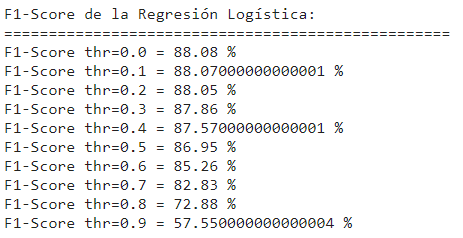 F1-Score de la Regresión Logística:
==================================================
F1-Score thr=0.0 = 88.08 %
F1-Score thr=0.1 = 88.07000000000001 %
F1-Score thr=0.2 = 88.05 %
F1-Score thr=0.3 = 87.86 %
F1-Score thr=0.4 = 87.57000000000001 %
F1-Score thr=0.5 = 86.95 %
F1-Score thr=0.6 = 85.26 %
F1-Score thr=0.7 = 82.83 %
F1-Score thr=0.8 = 72.88 %
F1-Score thr=0.9 = 57.550000000000004 %